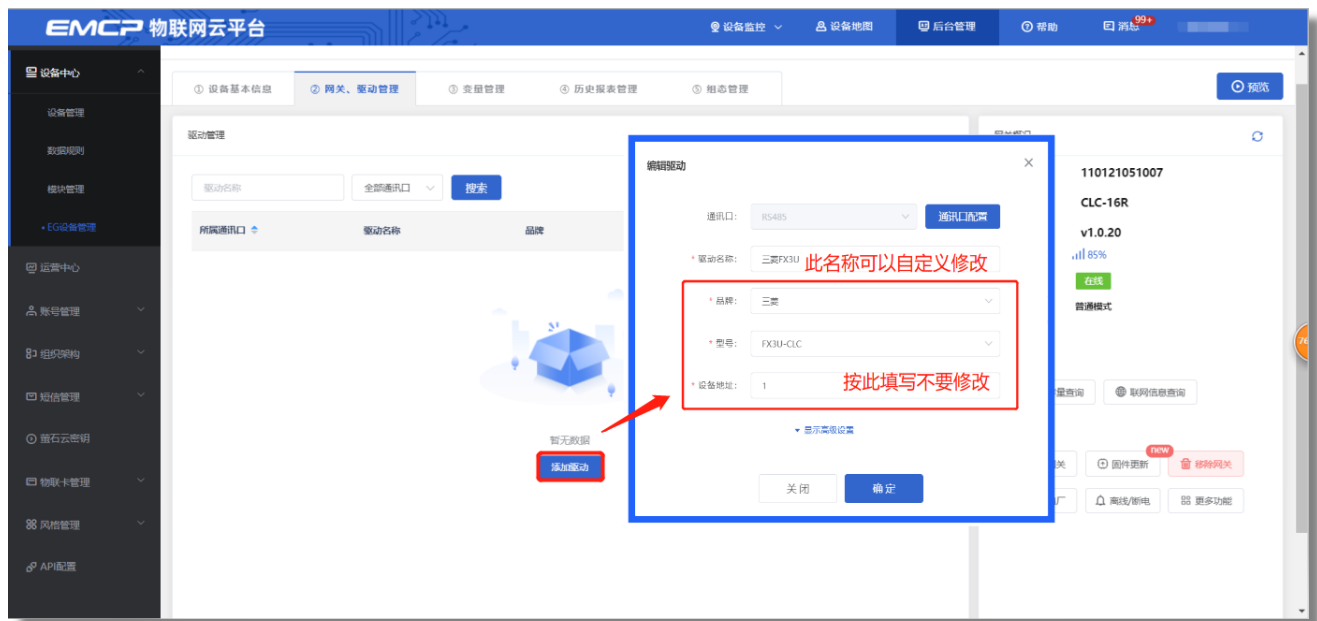 EMCP 物联网云平台
设备监控
设备地图
后台管理
帮助
消息
99+
设备中心
设备管理
数据规则
模块管理
EG设备管理
运营中心
账号管理
组织架构
短信管理
萤石云密钥
物联卡管理
风格管理
API配置
① 设备基本信息
② 网关、驱动管理
③ 变量管理
④ 历史报表管理
⑤ 组态管理
预览
驱动管理
驱动名称
全部通讯口
搜索
所属通讯口
驱动名称
品牌
暂无数据
添加驱动
编辑驱动
通讯口:
RS485
通讯口配置
* 驱动名称:
三菱FX3U
此名称可以自定义修改
* 品牌:
三菱
* 型号:
FX3U-CLC
* 设备地址:
1
按此填写不要修改
显示高级设置
关闭
确定
110121051007
CLC-16R
v1.0.20
85%
在线
普通模式
量查询
联网信息查询
new
固件更新
移除网关
离线/断电
更多功能
76